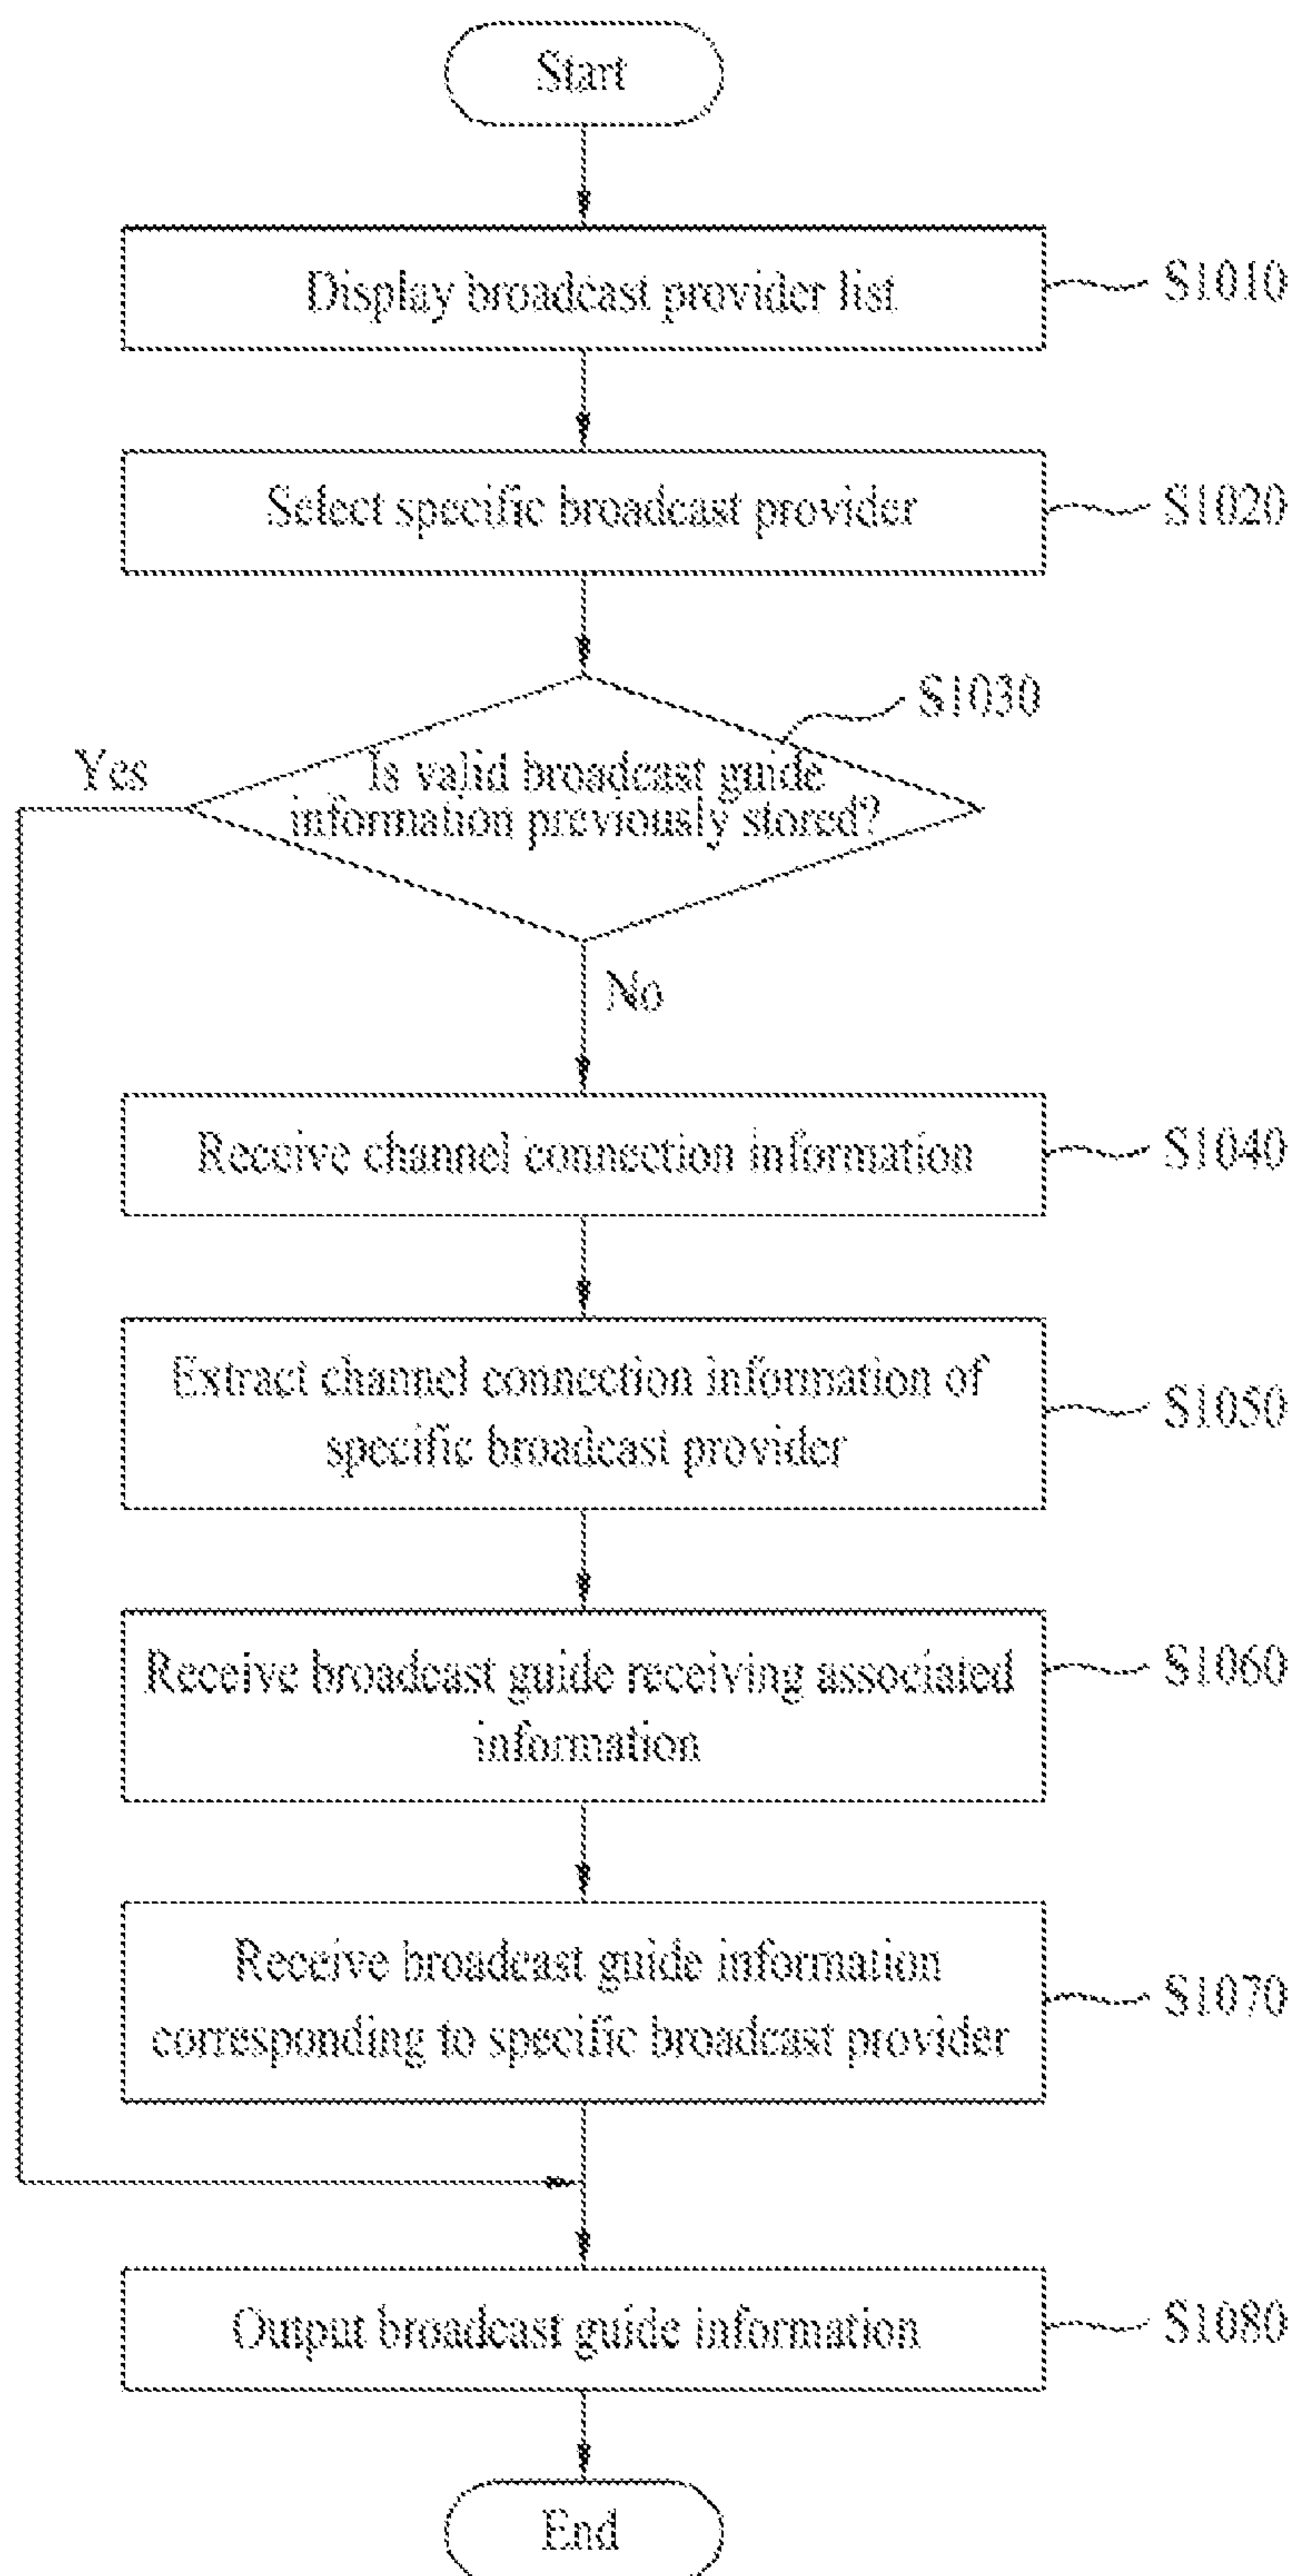 Start
Display broadcast provider list
S1010
Select specific broadcast provider
S1020
S1030
Yes
Is valid broadcast guide
information previously stored?
No
Receive channel connection information
S1040
Extract channel connection information of
specific broadcast provider
S1050
Receive broadcast guide receiving associated
information
S1060
Receive broadcast guide information
corresponding to specific broadcast provider
S1070
Output broadcast guide information
S1080
End